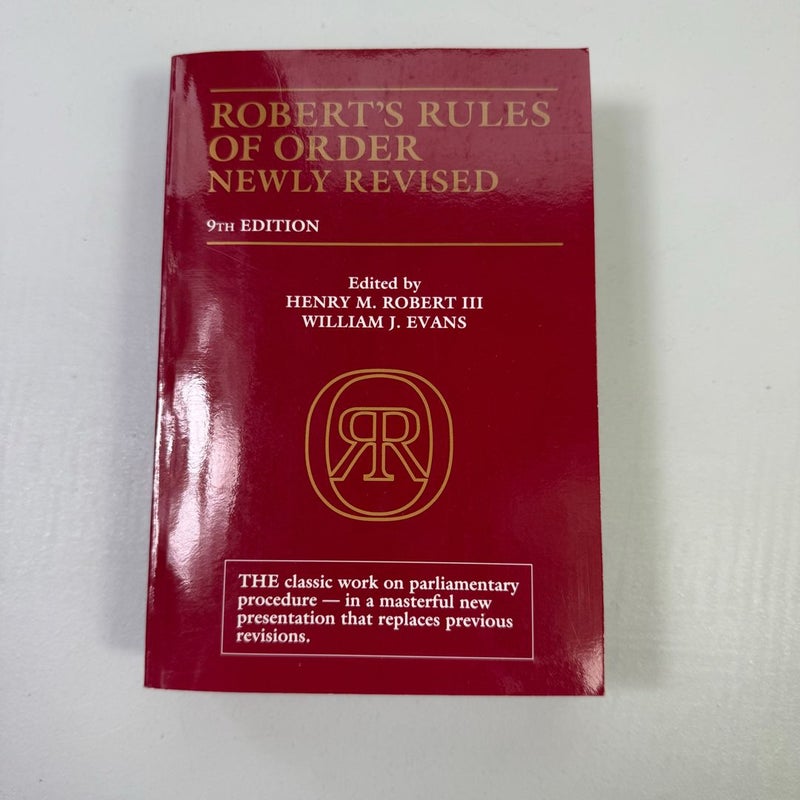 ROBERT'S RULES
OF ORDER
NEWLY REVISED
9TH EDITION
Edited by
HENRY M. ROBERT III
WILLIAM J. EVANS
RR
THE classic work on parliamentary
procedure — in a masterful new
presentation that replaces previous
revisions.